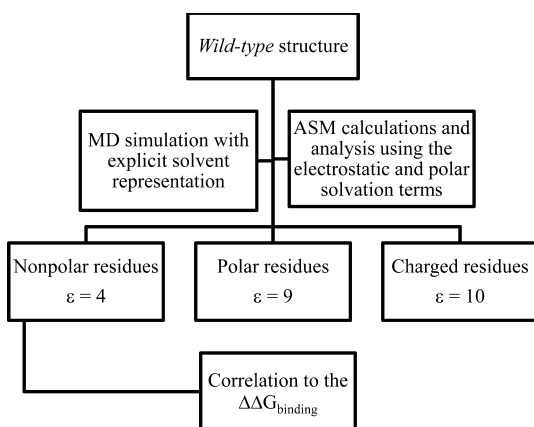 Wild-type structure
MD simulation with
explicit solvent
representation
ASM calculations and
analysis using the
electrostatic and polar
solvation terms
Nonpolar residues
ε = 4
Polar residues
ε = 9
Charged residues
ε = 10
Correlation to the
ΔΔGbinding